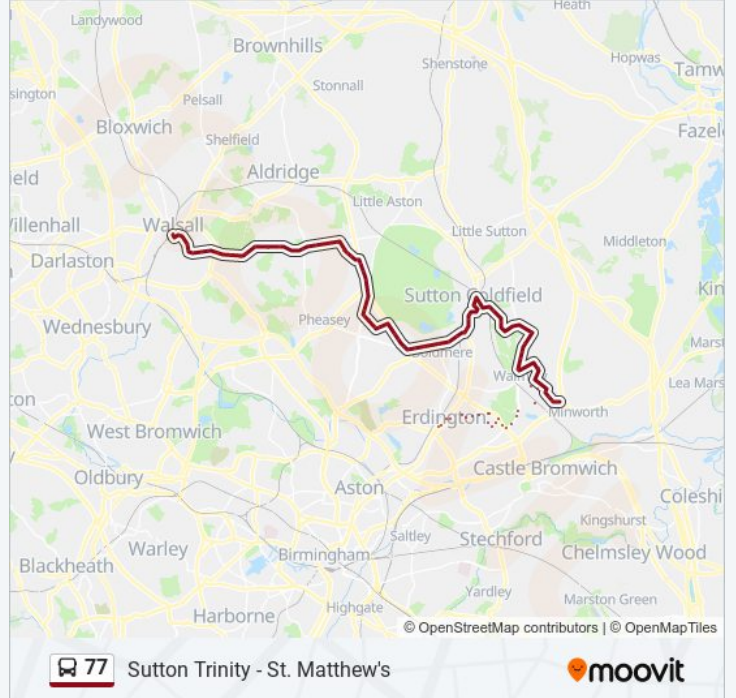 Heath
Landywood
Brownhills
Shenstone
Hopwas
Tamw
Stonnall
sington
Pelsall
Bloxwich
Fazele
Shelfield
Aldridge
ield
Little Aston
/illenhall
Walsall
Little Sutton
Middleton
Darlaston
Kin
Sutton Coldfield
Pheasey
Wednesbury
Marst
Lea Mars
ton
Minworth
Erdington
West Bromwich
Castle Bromwich
Oldbury
Aston
Coleshi
Kingshurst
Saltley
Stechford
Warley
Birmingham
Chelmsley Wood
Blackheath
Yardley
Marston Green
Highgate
Harborne
© OpenStreetMap contributors | © OpenMapTiles
77 Sutton Trinity - St. Matthew's
moovit